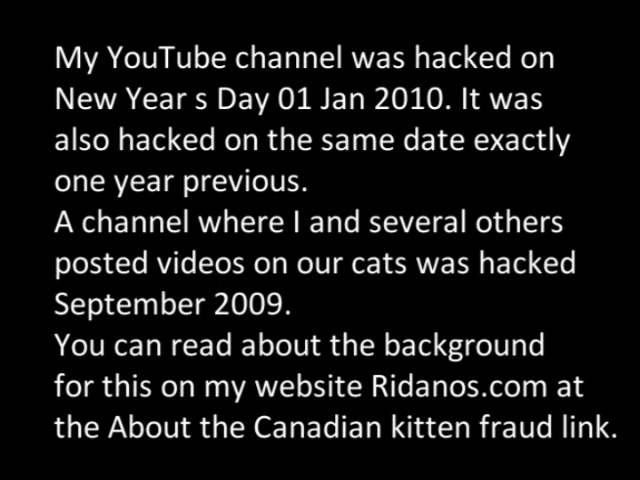 My YouTube channel was hacked on
New Year s Day 01 Jan 2010. It was
also hacked on the same date exactly
one year previous.
A channel where I and several others
posted videos on our cats was hacked
September 2009.
You can read about the background
for this on my website Ridanos.com at
the About the Canadian kitten fraud link.